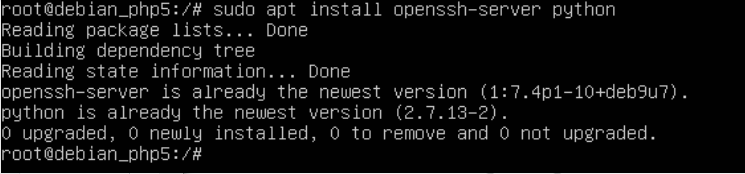 root@debian_php5:/# sudo apt install openssh-server python
Reading package lists... Done
Building dependency tree
Reading state information... Done
openssh-server is already the newest version (1:7.4p1-10+deb9u7).
python is already the newest version (2.7.13-2).
0 upgraded, 0 newly installed, 0 to remove and 0 not upgraded.
root@debian_php5:/#